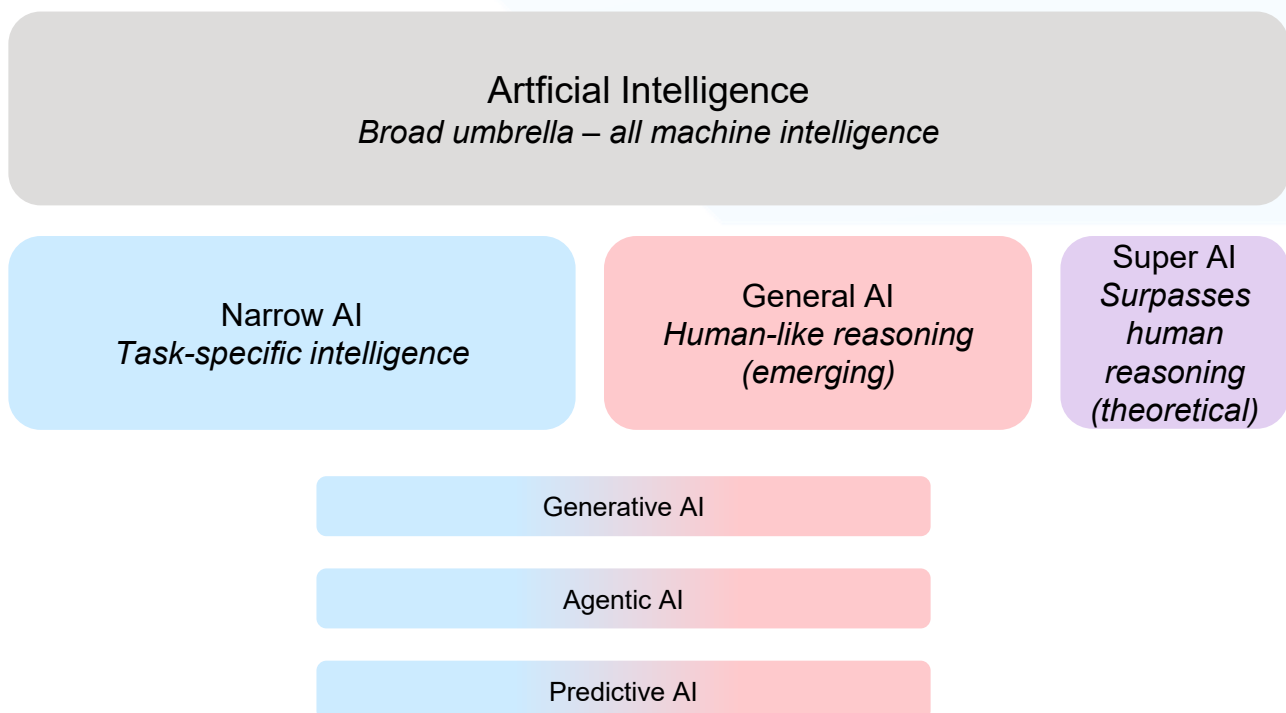 Artficial Intelligence
Broad umbrella – all machine intelligence
Narrow AI
Task-specific intelligence
General AI
Human-like reasoning
(emerging)
Super AI
Surpasses
human
reasoning
(theoretical)
Generative AI
Agentic AI
Predictive AI